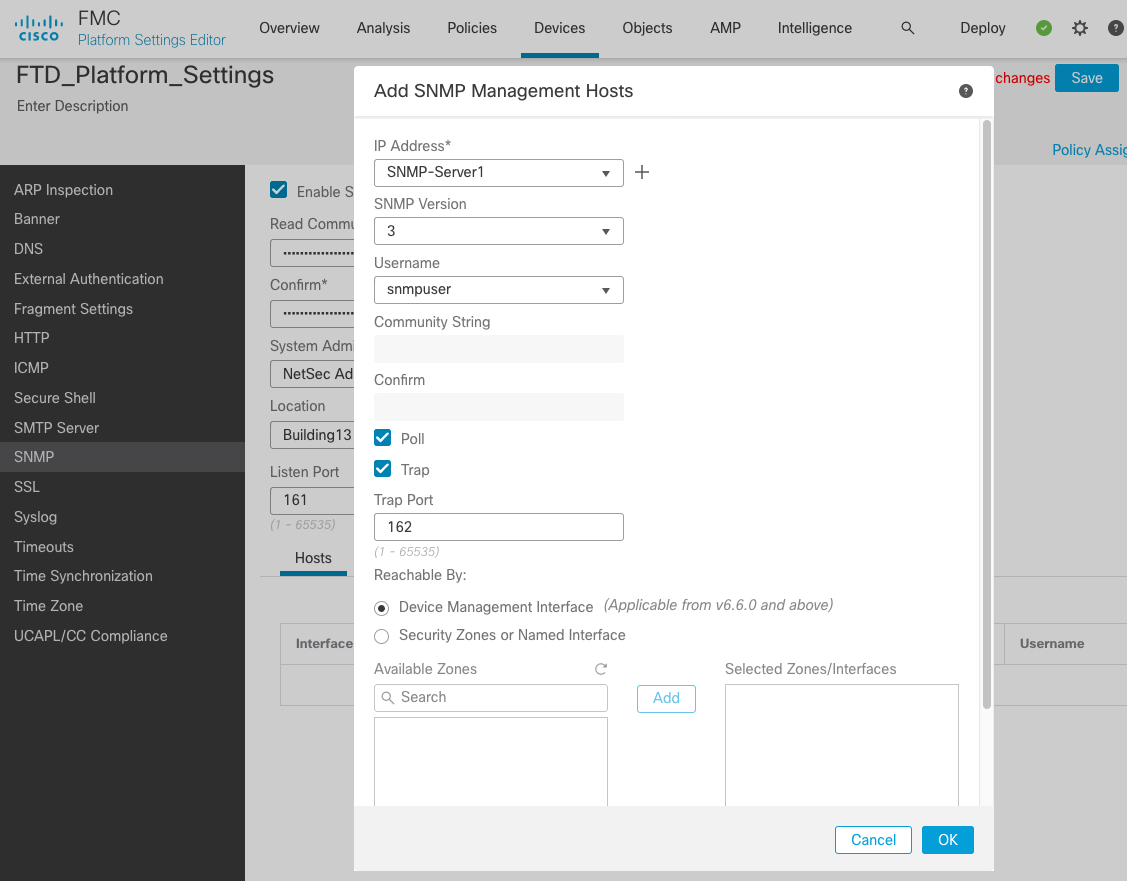 CISCO
FMC
Platform Settings Editor
Overview
Analysis
Policies
Devices
Objects
AMP
Intelligence
Deploy
?
FTD_Platform_Settings
Enter Description
changes
Save
Policy Assig
ARP Inspection
Banner
DNS
External Authentication
Fragment Settings
HTTP
ICMP
Secure Shell
SMTP Server
SNMP
SSL
Syslog
Timeouts
Time Synchronization
Time Zone
UCAPL/CC Compliance
Enable S
Read Commu
Confirm*
System Admi
NetSec Ad
Location
Building13
Listen Port
161
(1 - 65535)
Hosts
Interface
Username
Add SNMP Management Hosts
?
IP Address*
SNMP-Server1
SNMP Version
3
Username
snmpuser
Community String
Confirm
Poll
Trap
Trap Port
162
(1 - 65535)
Reachable By:
Device Management Interface (Applicable from v6.6.0 and above)
Security Zones or Named Interface
Available Zones
Search
Add
Selected Zones/Interfaces
Cancel
OK